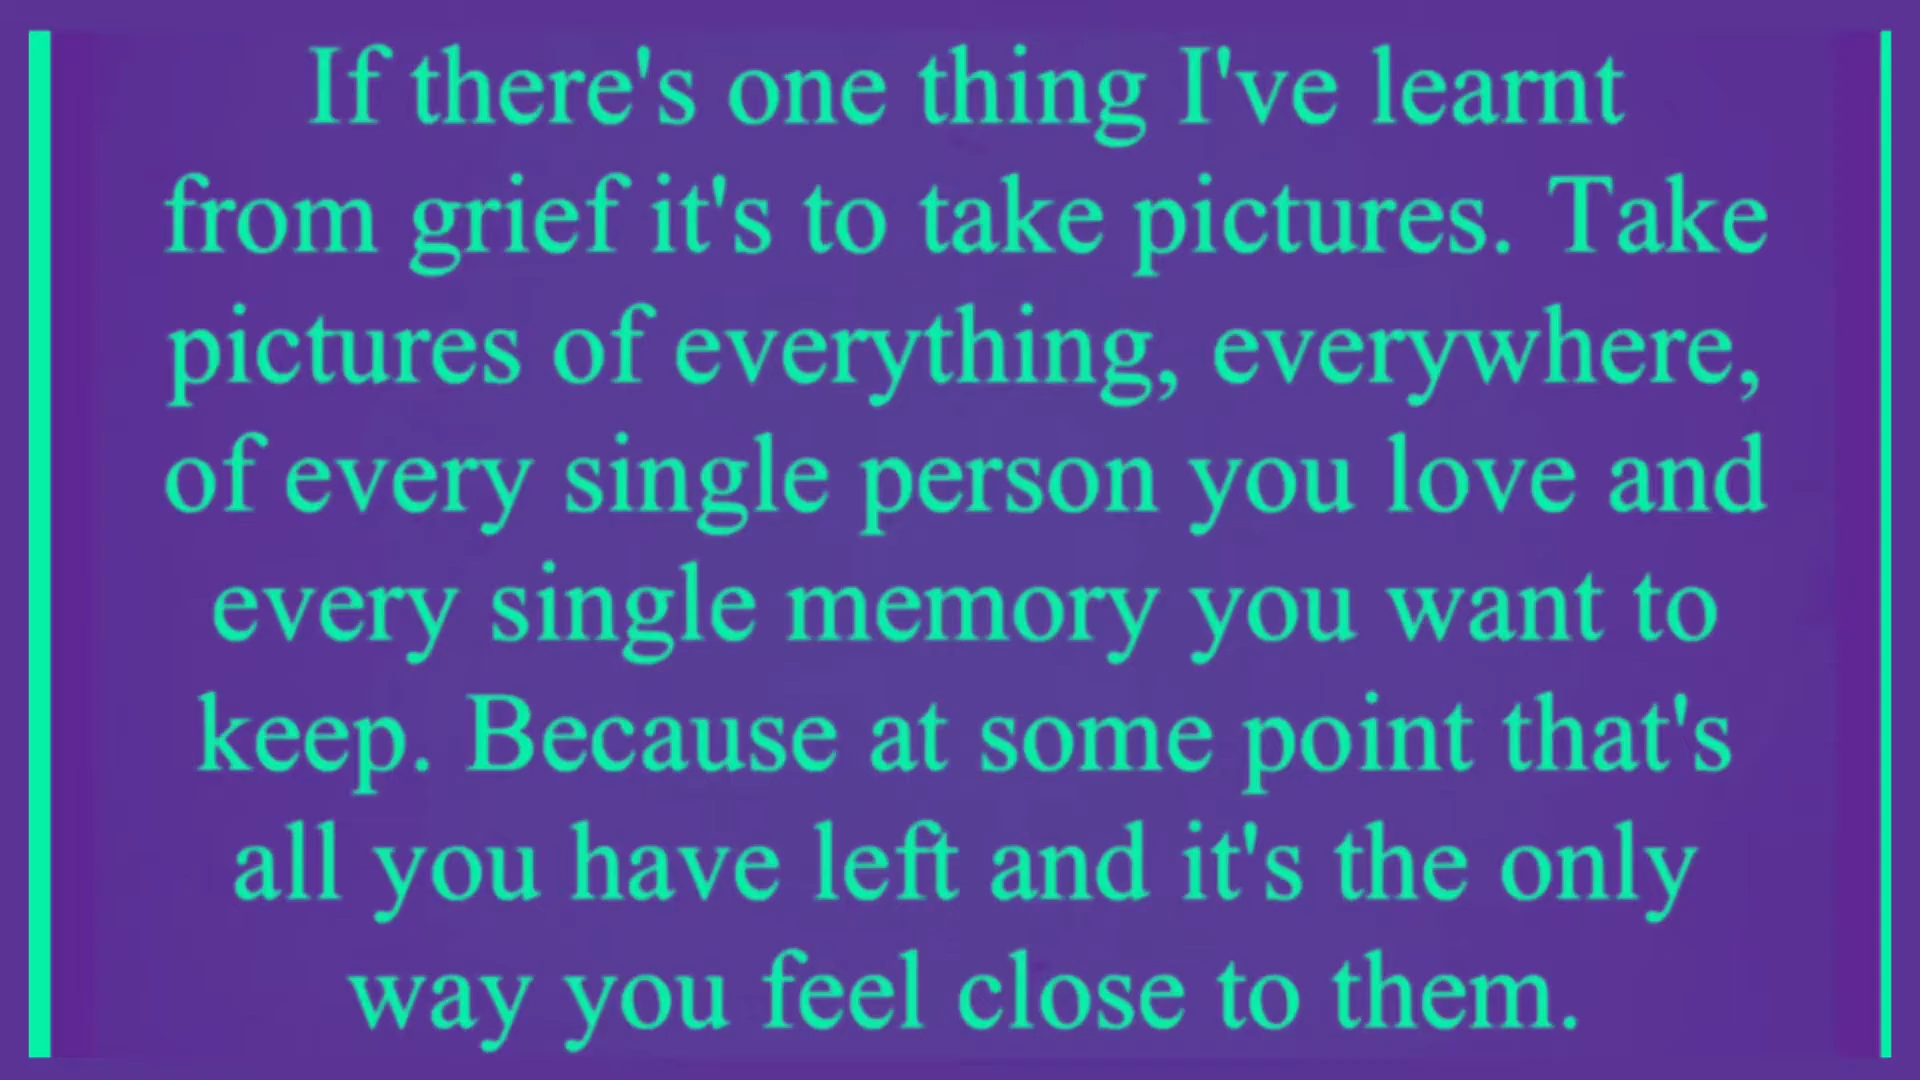 If there's one thing I've learnt
from grief it's to take pictures. Take
pictures of everything, everywhere,
of every single person you love and
every single memory you want to
keep. Because at some point that's
all you have left and it's the only
way you feel close to them.